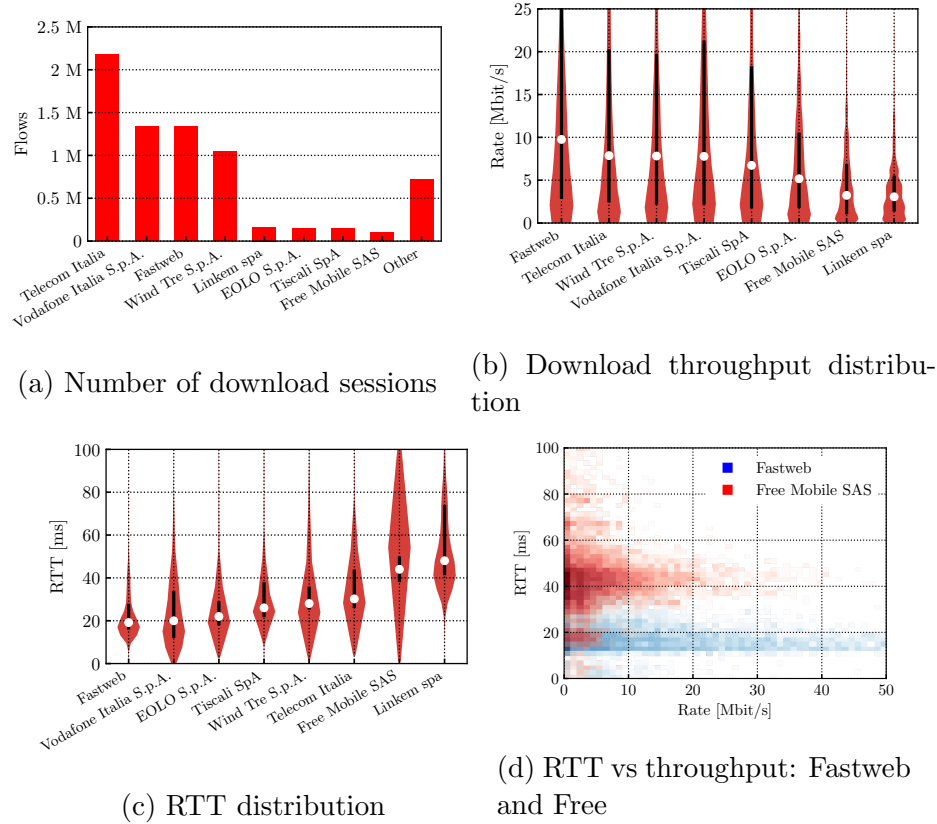 2.5 M
2 M
1.5 M
1 M
0.5 M
0
Flows
Telecom Italia
Vodafone Italia S.p.A.
Fastweb
Wind Tre S.p.A.
Linkem spa
EOLO S.p.A.
Tiscali SpA
Free Mobile SAS
Other
(a) Number of download sessions
25
20
15
10
5
0
Rate [Mbit/s]
Fastweb
Telecom Italia
Wind Tre S.p.A.
Vodafone Italia S.p.A.
Tiscali SpA
EOLO S.p.A.
Free Mobile SAS
Linkem spa
(b) Download throughput distribu-
tion
100
80
60
40
20
0
RTT [ms]
Fastweb
Vodafone Italia S.p.A.
EOLO S.p.A.
Tiscali SpA
Wind Tre S.p.A.
Telecom Italia
Free Mobile SAS
Linkem spa
(c) RTT distribution
100
80
60
40
20
0
RTT [ms]
Fastweb
Free Mobile SAS
0 10 20 30 40 50
Rate [Mbit/s]
(d) RTT vs throughput: Fastweb
and Free